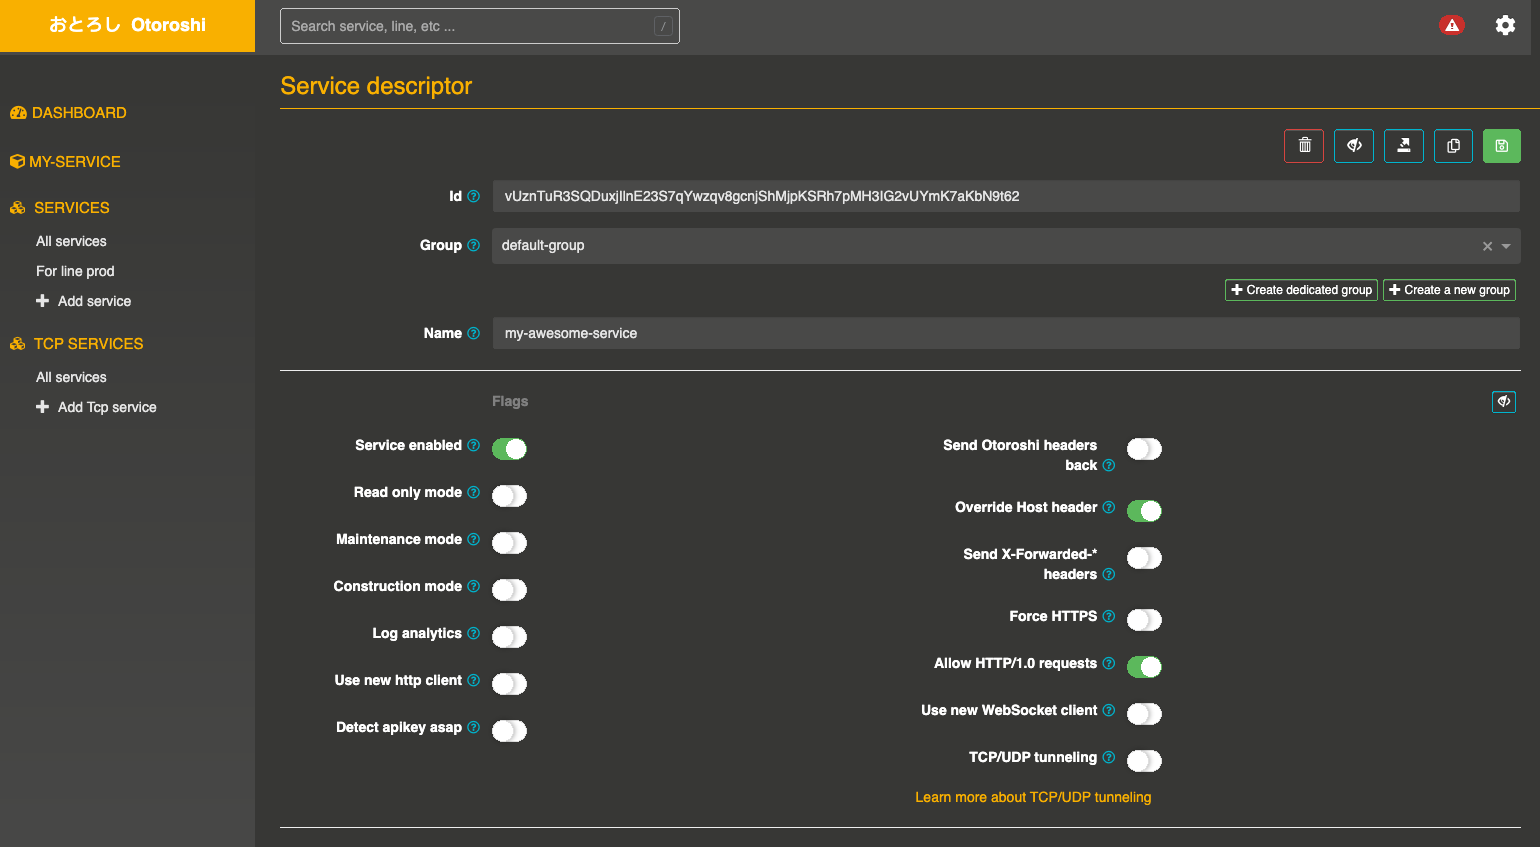 おとろし Otoroshi
Search service, line, etc ... /
DASHBOARD
MY-SERVICE
SERVICES
All services
For line prod
Add service
TCP SERVICES
All services
Add Tcp service
Service descriptor
Id vUznTuR3SQDuxjIlnE23S7qYwzqv8gcnjShMjpKSRh7pMH3IG2vUYmK7aKbN9t62
Group default-group
Create dedicated group Create a new group
Name my-awesome-service
Flags
Service enabled
Read only mode
Maintenance mode
Construction mode
Log analytics
Use new http client
Detect apikey asap
Send Otoroshi headers
back
Override Host header
Send X-Forwarded-*
headers
Force HTTPS
Allow HTTP/1.0 requests
Use new WebSocket client
TCP/UDP tunneling
Learn more about TCP/UDP tunneling